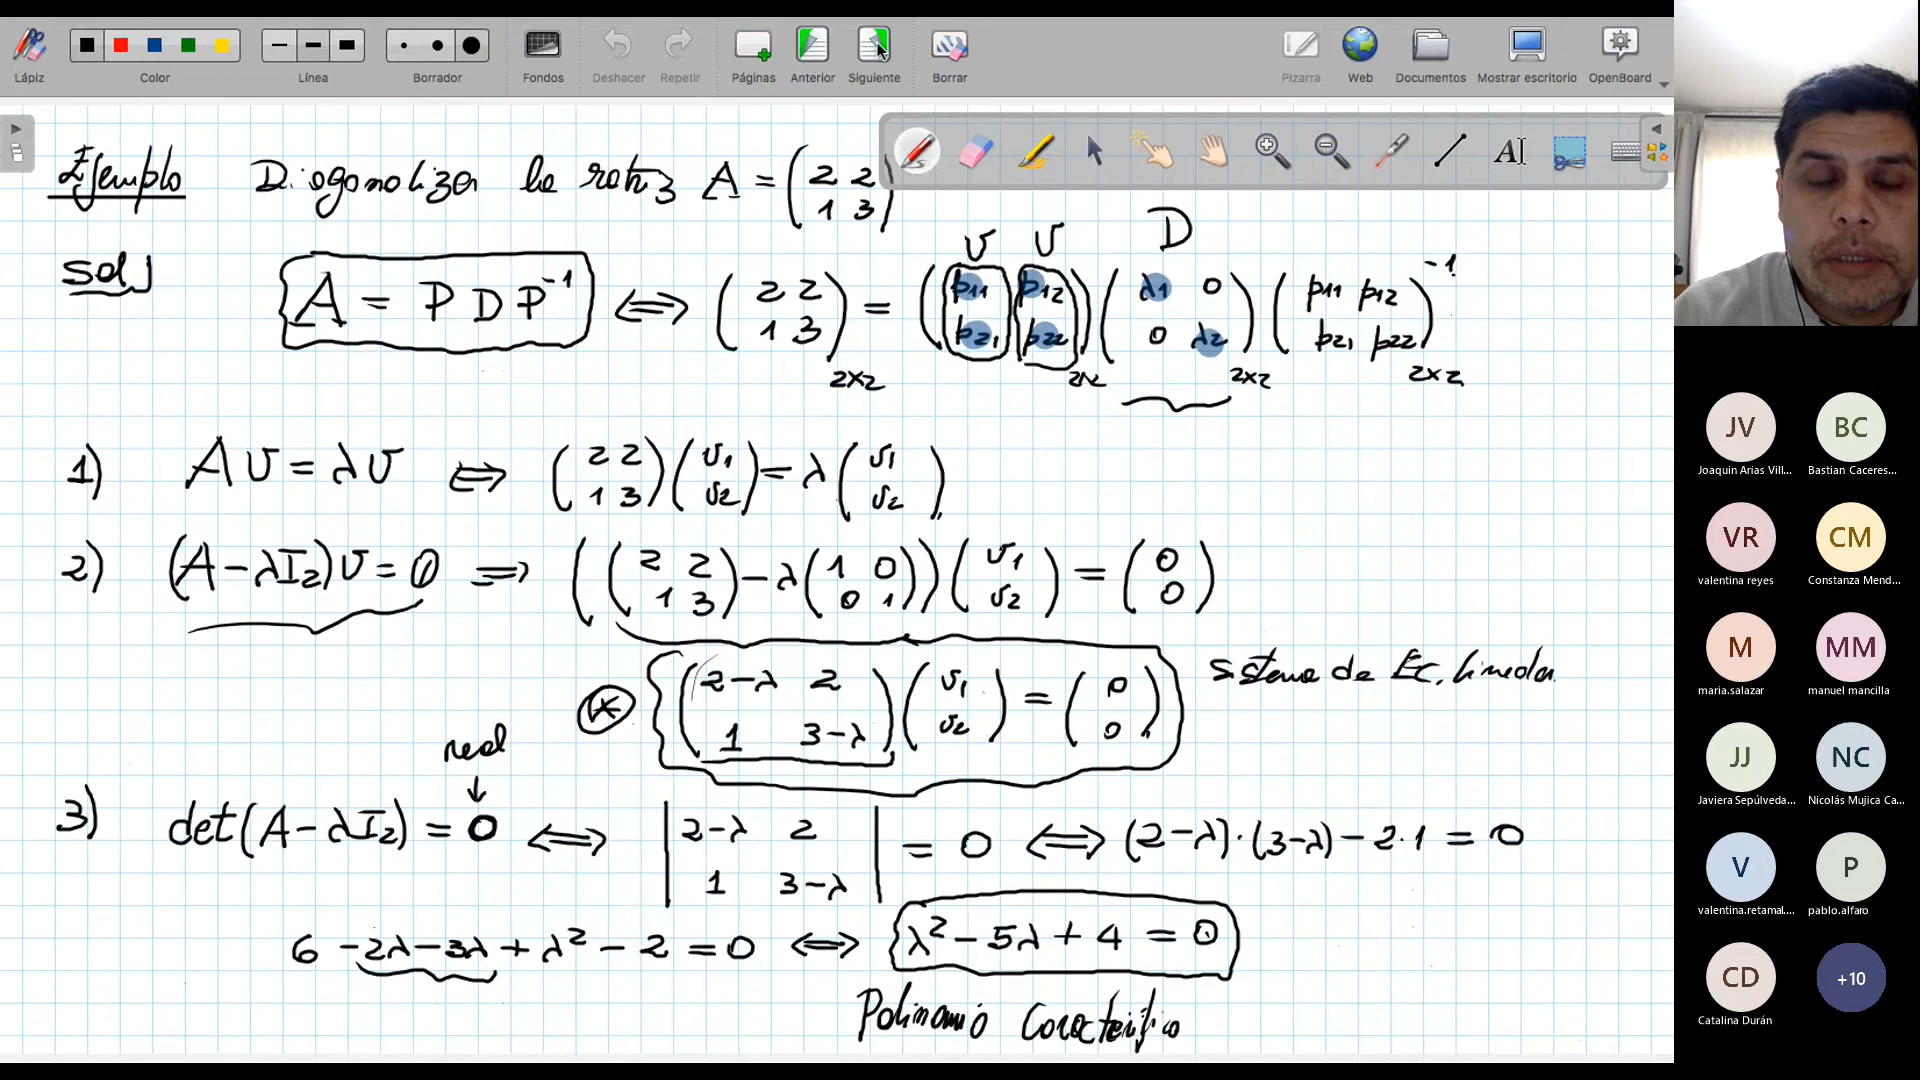 Lápiz Color Línea Borrador Fondos Deshacer Repetir Páginas Anterior Siguiente Borrar Pizarra Web Documentos Mostrar escritorio OpenBoard
Ejemplo Diagonalizar la matriz A = (2 2
1 3)
sol A = P D P⁻¹ ⟺ (2 2
1 3)2x2 = (p11 p12
p21 p22)2x2 (λ1 0
0 λ2)2x2 (p11 p12
p21 p22)⁻¹ 2x2
v v D
1) Av = λv ⟺ (2 2
1 3)(v1
v2) = λ(v1
v2)
2) (A − λI2)v = 0 ⟹ ((2 2
1 3) − λ(1 0
0 1))(v1
v2) = (0
0)
* (2−λ 2
1 3−λ)(v1
v2) = (0
0) sistema de Ec. lineales
real
↓
3) det(A − λI2) = 0 ⟺ |2−λ 2
1 3−λ| = 0 ⟺ (2−λ)·(3−λ) − 2·1 = 0
6 − 2λ − 3λ + λ² − 2 = 0 ⟺ λ² − 5λ + 4 = 0
Polinomio Característico
JV BC
Joaquin Arias Vill... Bastian Caceres...
VR CM
valentina reyes Constanza Mend...
M MM
maria.salazar manuel mancilla
JJ NC
Javiera Sepúlveda... Nicolás Mujica Ca...
V P
valentina.retamal.... pablo.alfaro
CD +10
Catalina Durán